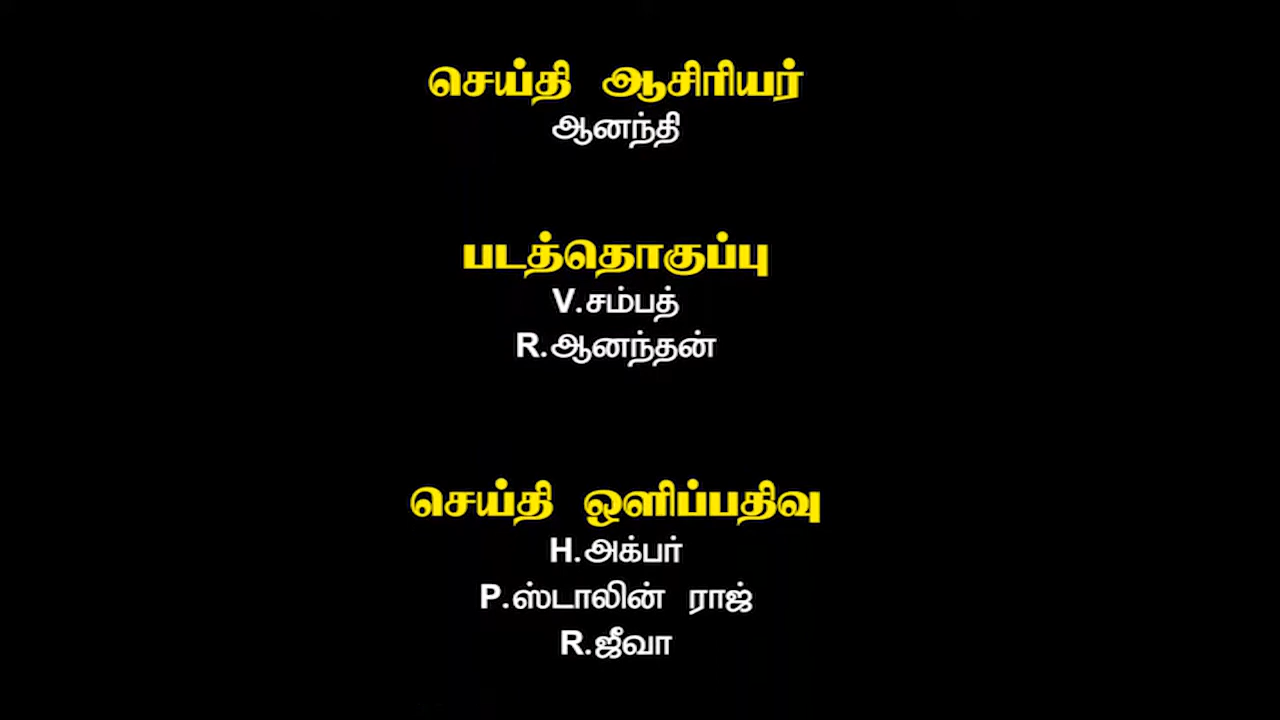 செய்தி ஆசிரியர்
ஆனந்தி
படத்தொகுப்பு
V.சம்பத்
R.ஆனந்தன்
செய்தி ஒளிப்பதிவு
H.அக்பர்
P.ஸ்டாலின் ராஜ்
R.ஜீவா